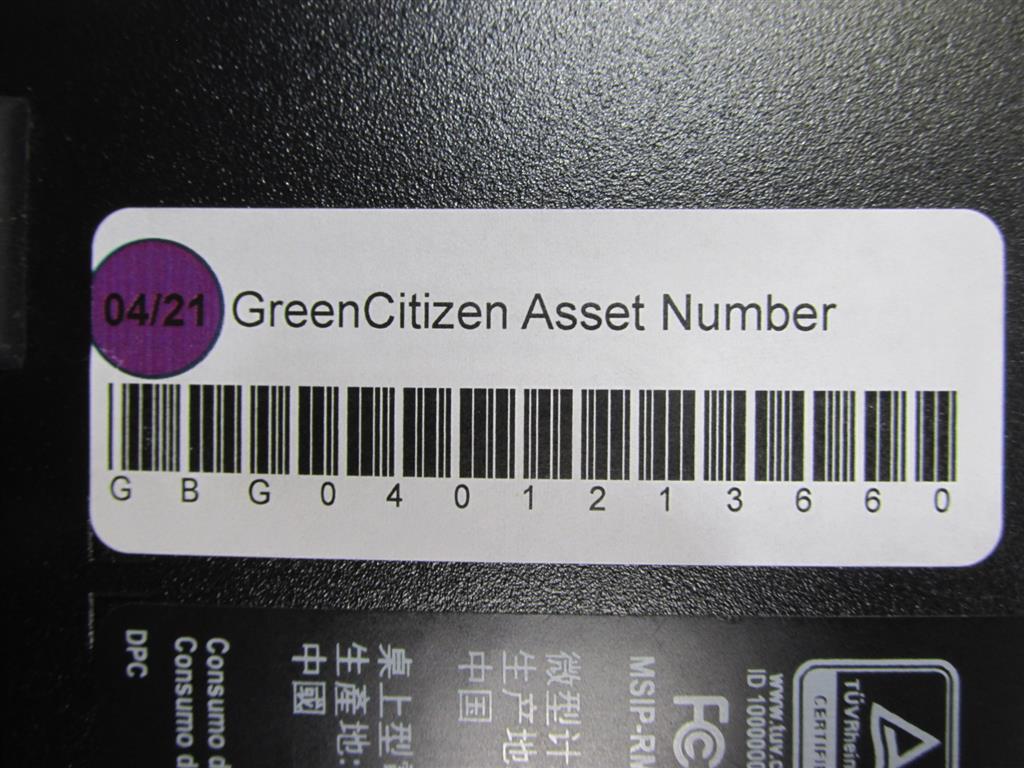 04/21 GreenCitizen Asset Number
G B G 0 4 0 1 2 1 3 6 6 0
TÜVRhein
CERTIFI
www.tuv.c
ID 100000
FC
MSIP-RM
微型计
生产地
中国
桌上型
生產地:
中國
Consumo d
Consumo d
DPC